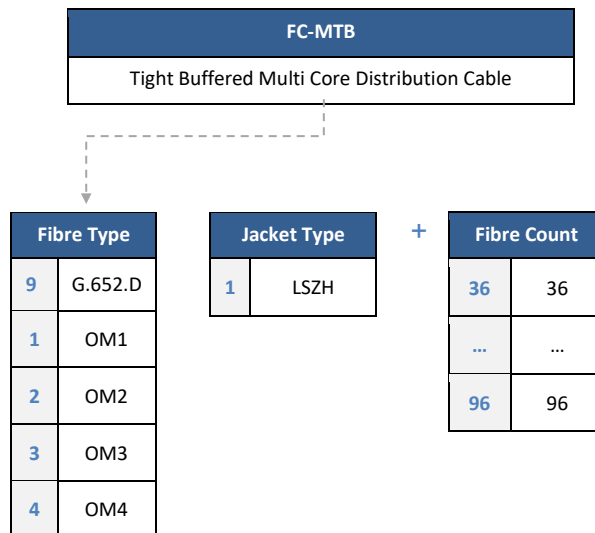 FC-MTB
Tight Buffered Multi Core Distribution Cable
Fibre Type
9 G.652.D
1 OM1
2 OM2
3 OM3
4 OM4
Jacket Type
1 LSZH
+
Fibre Count
36 36
... ...
96 96